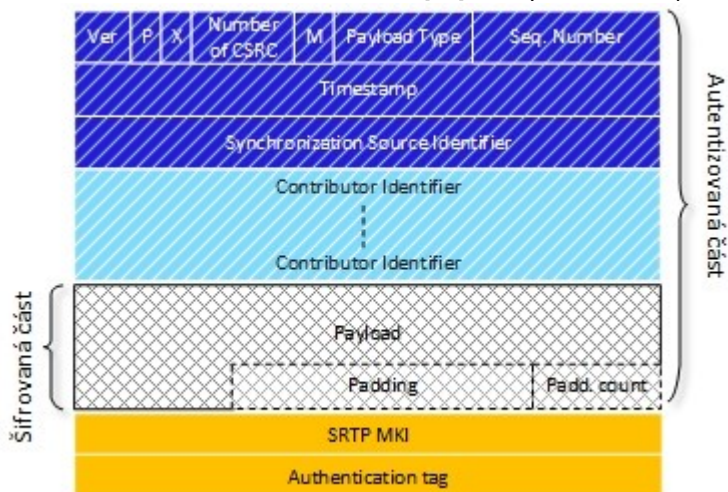 Ver P X Number of CSRC M Payload Type Seq. Number
Timestamp
Synchronization Source Identifier
Contributor Identifier
Contributor Identifier
Autentizovaná část
Šifrovaná část
Payload
Padding Padd. count
SRTP MKI
Authentication tag